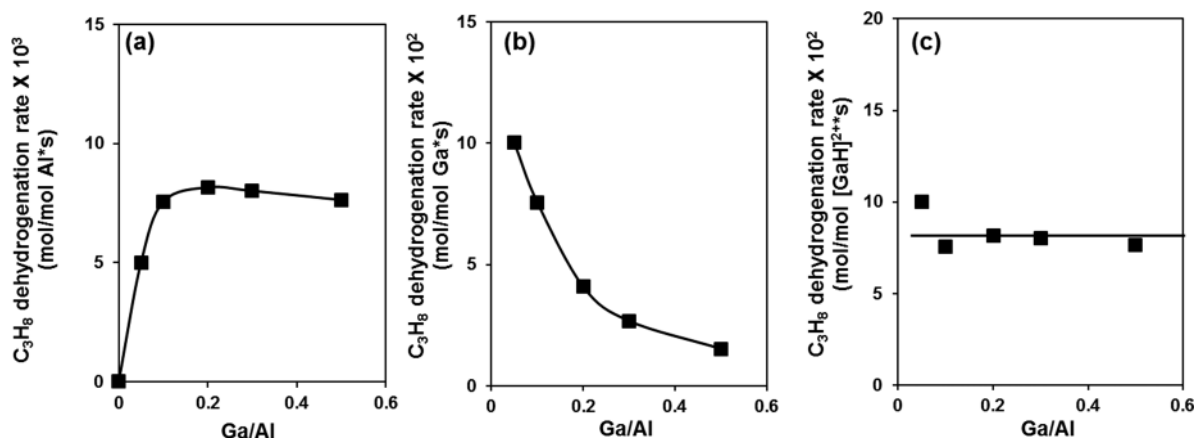 (a)
C₃H₈ dehydrogenation rate X 10³
(mol/mol Al*s)
15
10
5
0
0
0.2
0.4
0.6
Ga/Al
(b)
C₃H₈ dehydrogenation rate X 10²
(mol/mol Ga*s)
15
10
5
0
0
0.2
0.4
0.6
Ga/Al
(c)
C₃H₈ dehydrogenation rate X 10²
(mol/mol [GaH]²⁺*s)
20
15
10
5
0
0
0.2
0.4
0.6
Ga/Al